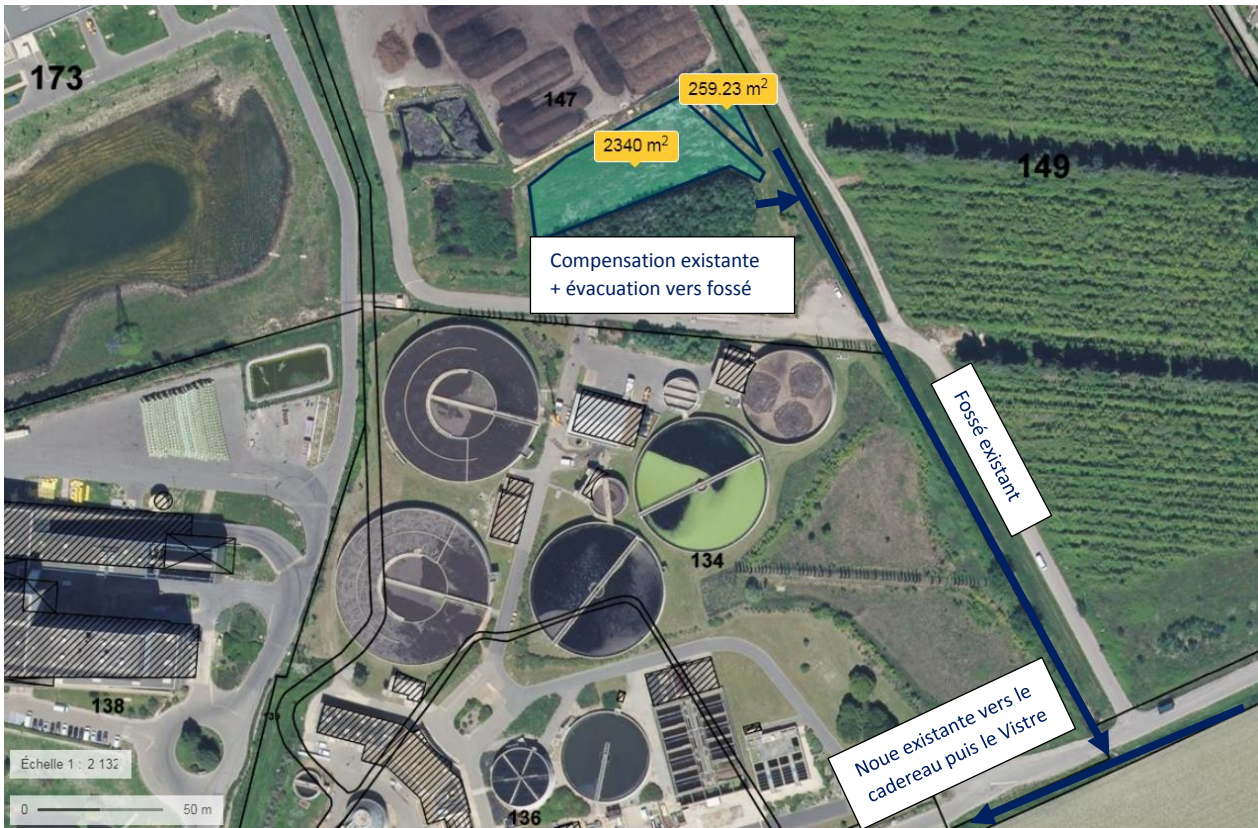 173
147
259.23 m²
2340 m²
149
Compensation existante
+ évacuation vers fossé
Fossé existant
134
Noue existante vers le
cadereau puis le Vistre
138
139
136
Échelle 1 : 2 132
0 50 m